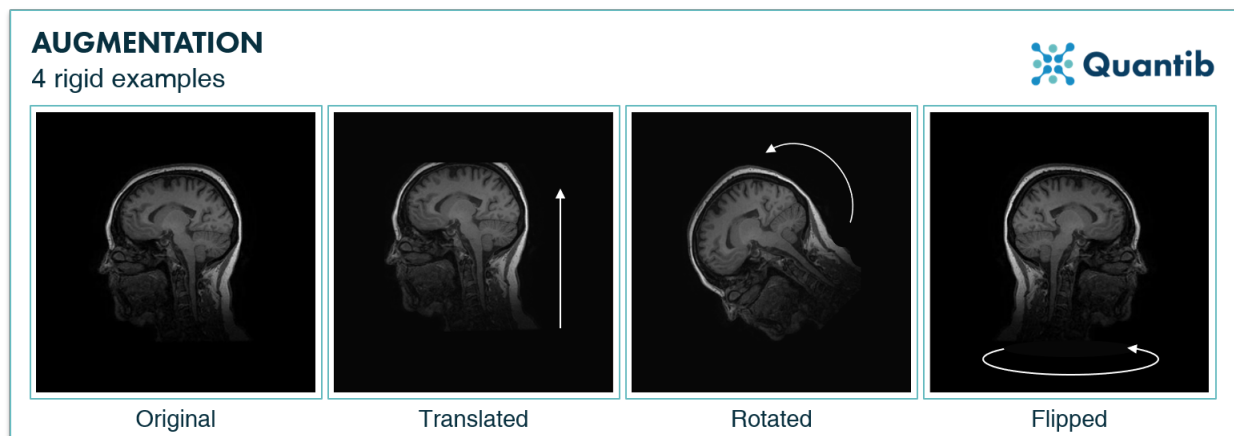 AUGMENTATION
4 rigid examples
Quantib
Original
Translated
Rotated
Flipped